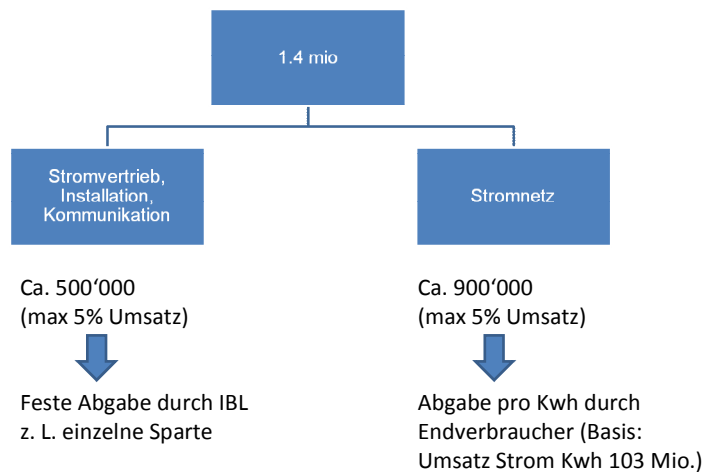 1.4 mio
Stromvertrieb,
Installation,
Kommunikation
Stromnetz
Ca. 500‘000
(max 5% Umsatz)
Ca. 900‘000
(max 5% Umsatz)
Feste Abgabe durch IBL
z. L. einzelne Sparte
Abgabe pro Kwh durch
Endverbraucher (Basis:
Umsatz Strom Kwh 103 Mio.)